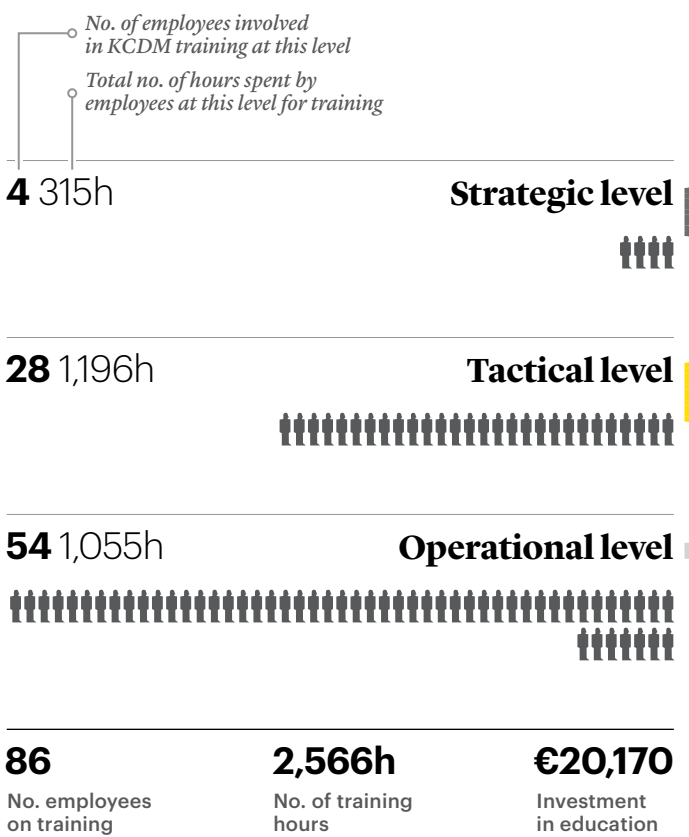 No. of employees involved
in KCDM training at this level
Total no. of hours spent by
employees at this level for training
4 315h Strategic level
28 1,196h Tactical level
54 1,055h Operational level
86 2,566h €20,170
No. employees No. of training Investment
on training hours in education